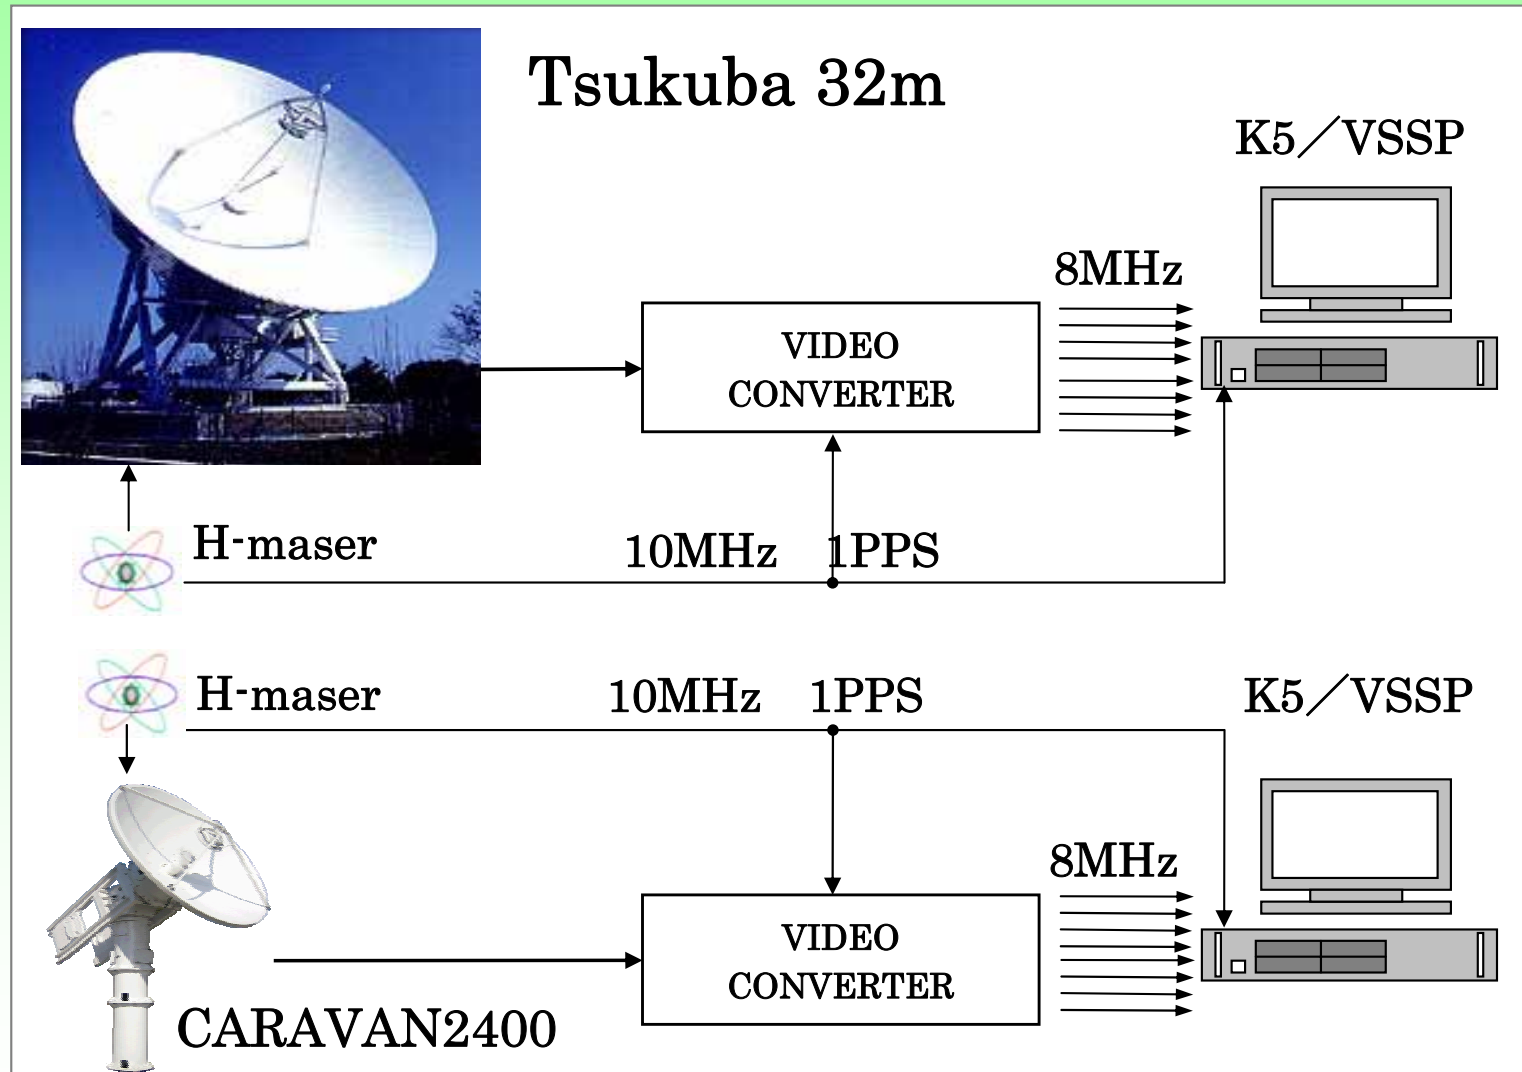 Tsukuba 32m
K5／VSSP
8MHz
VIDEO
CONVERTER
H-maser
10MHz 1PPS
H-maser
10MHz 1PPS
K5／VSSP
8MHz
VIDEO
CONVERTER
CARAVAN2400